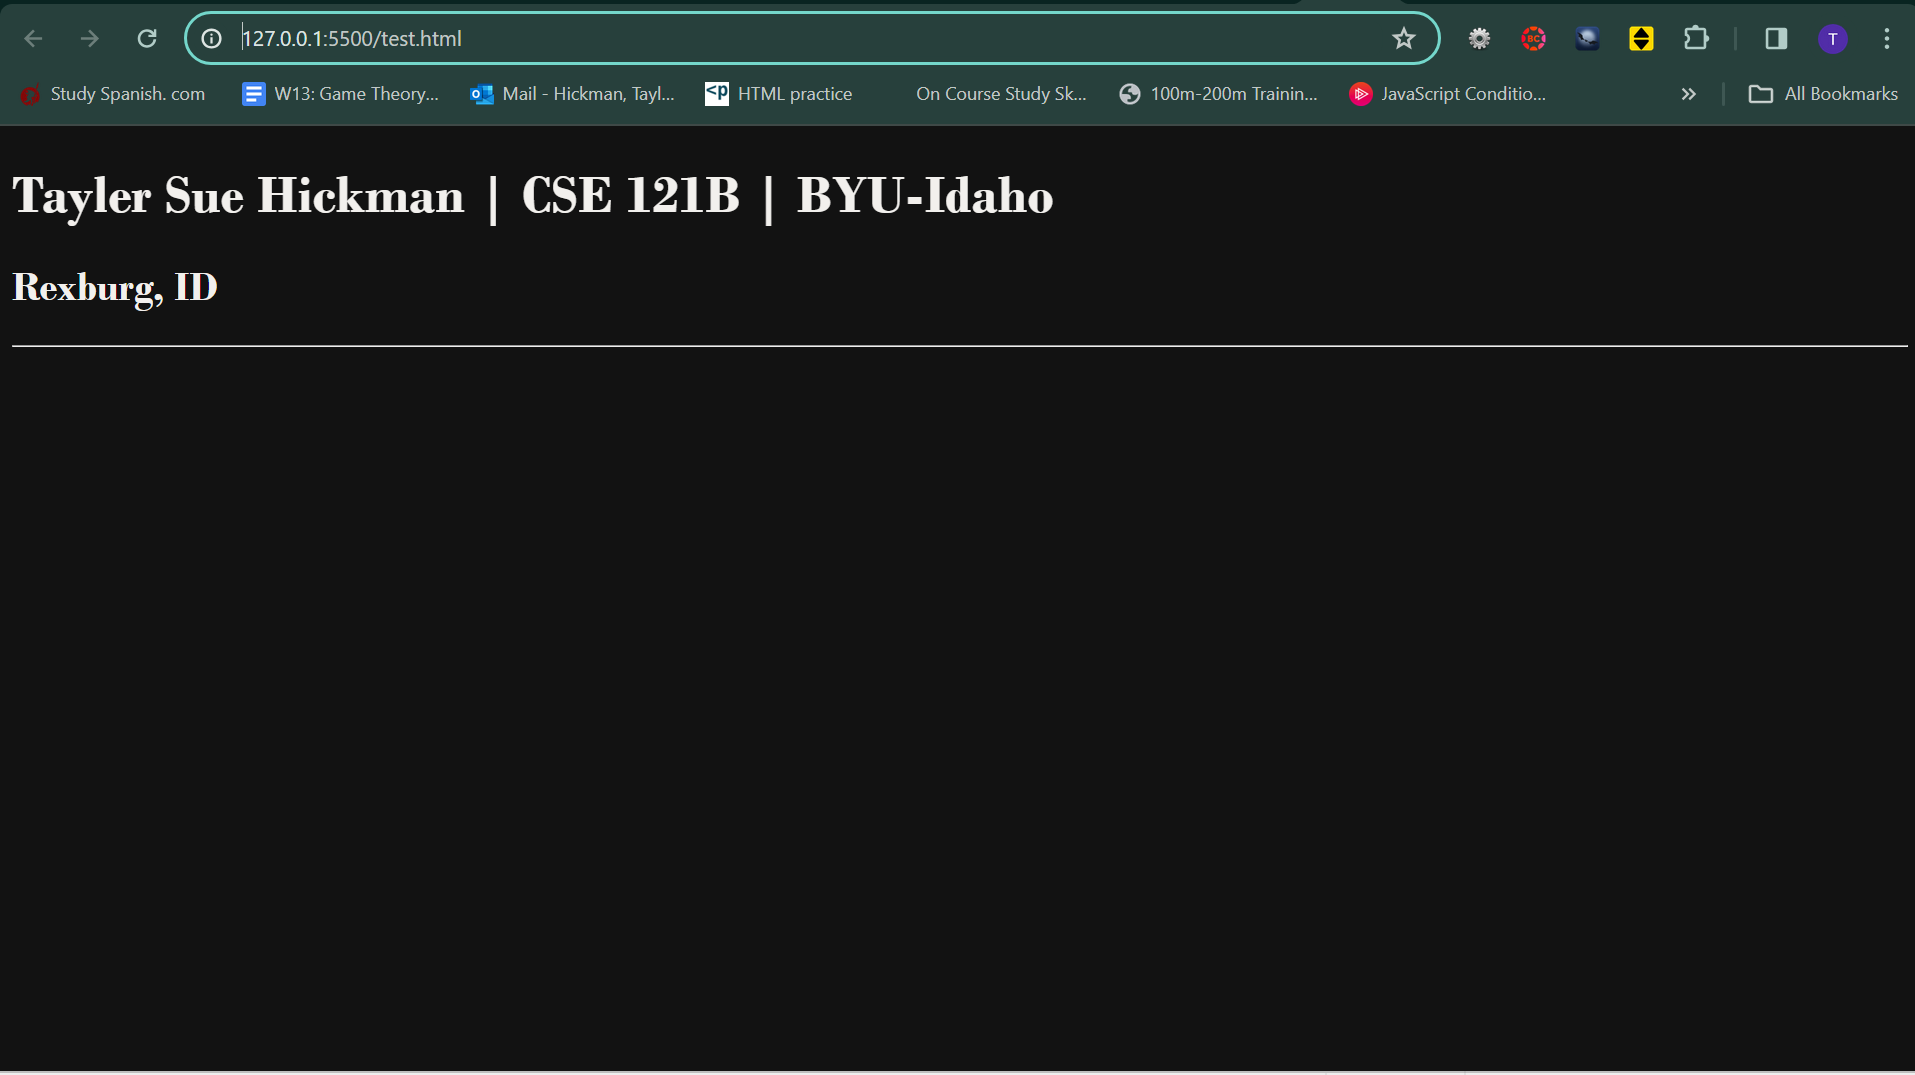 127.0.0.1:5500/test.html
BC
T
Study Spanish. com
W13: Game Theory...
Mail - Hickman, Tayl...
<p HTML practice
On Course Study Sk...
100m-200m Trainin...
JavaScript Conditio...
All Bookmarks
Tayler Sue Hickman | CSE 121B | BYU-Idaho
Rexburg, ID